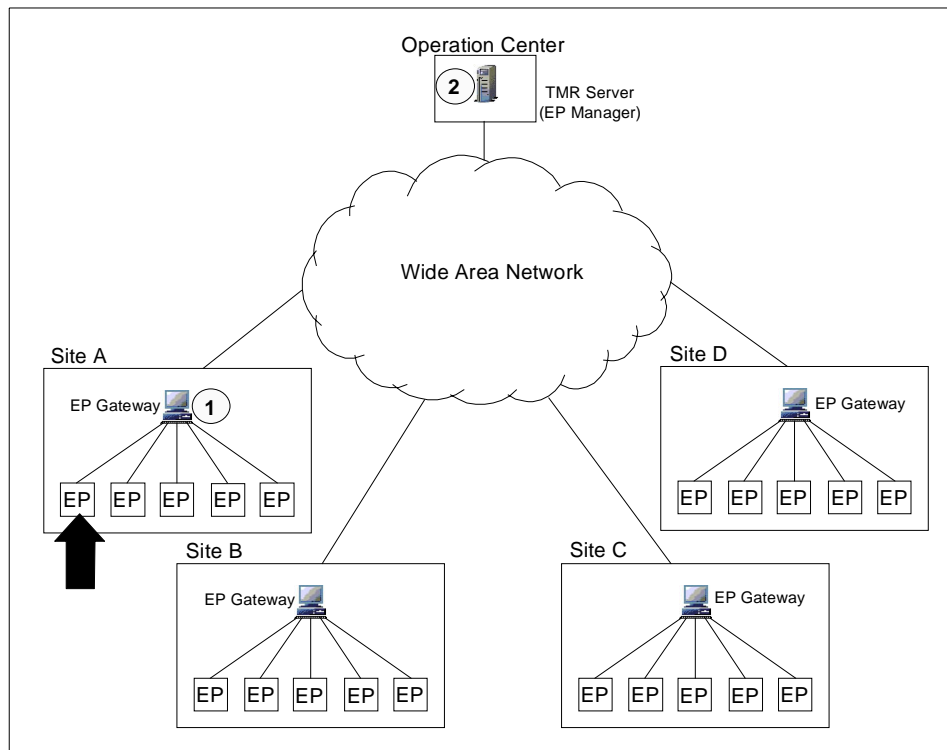 Operation Center
2
TMR Server
(EP Manager)
Wide Area Network
Site A
EP Gateway
1
EP EP EP EP EP
Site D
EP Gateway
EP EP EP EP EP
Site B
EP Gateway
EP EP EP EP EP
Site C
EP Gateway
EP EP EP EP EP